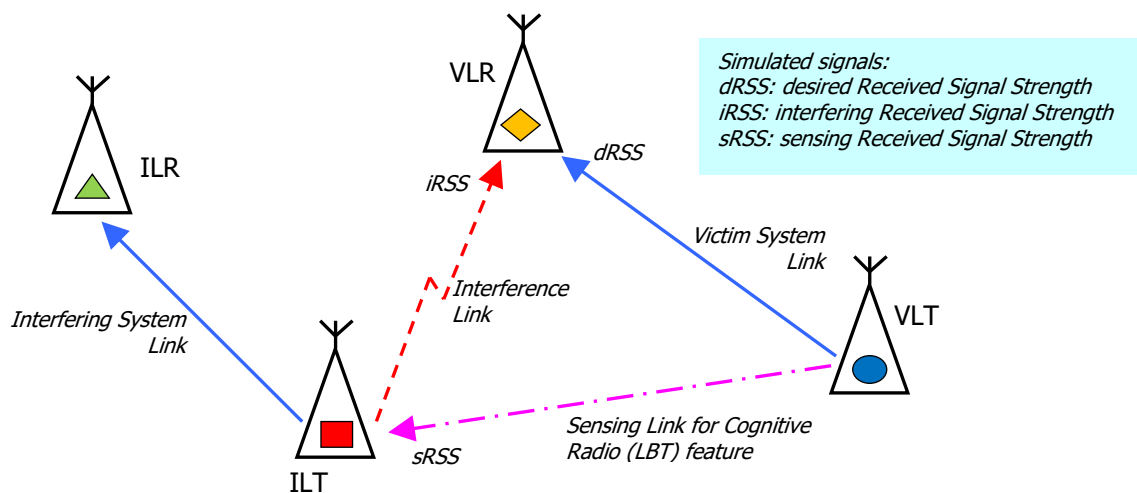 VLR
Simulated signals:
dRSS: desired Received Signal Strength
iRSS: interfering Received Signal Strength
sRSS: sensing Received Signal Strength
ILR
dRSS
iRSS
Victim System
Link
Interference
Link
Interfering System
Link
VLT
Sensing Link for Cognitive
Radio (LBT) feature
sRSS
ILT